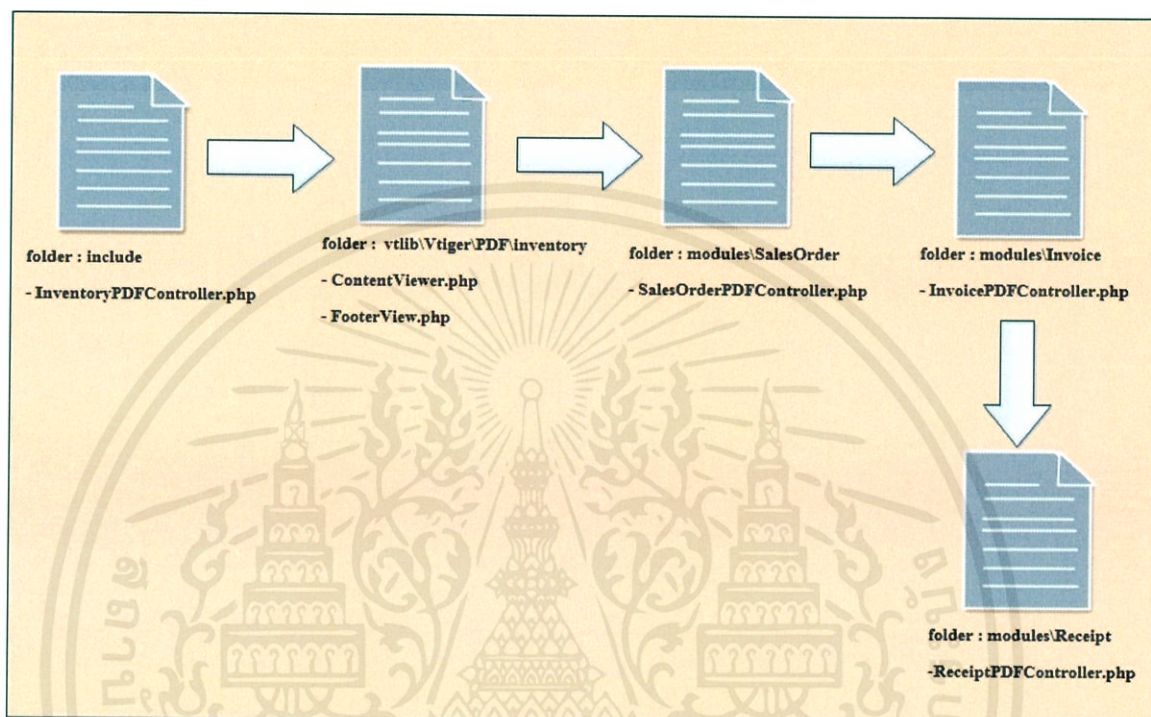 folder : include
- InventoryPDFController.php
folder : vtlib\Vtiger\PDF\inventory
- ContentViewer.php
- FooterView.php
folder : modules\SalesOrder
- SalesOrderPDFController.php
folder : modules\Invoice
- InvoicePDFController.php
folder : modules\Receipt
-ReceiptPDFController.php